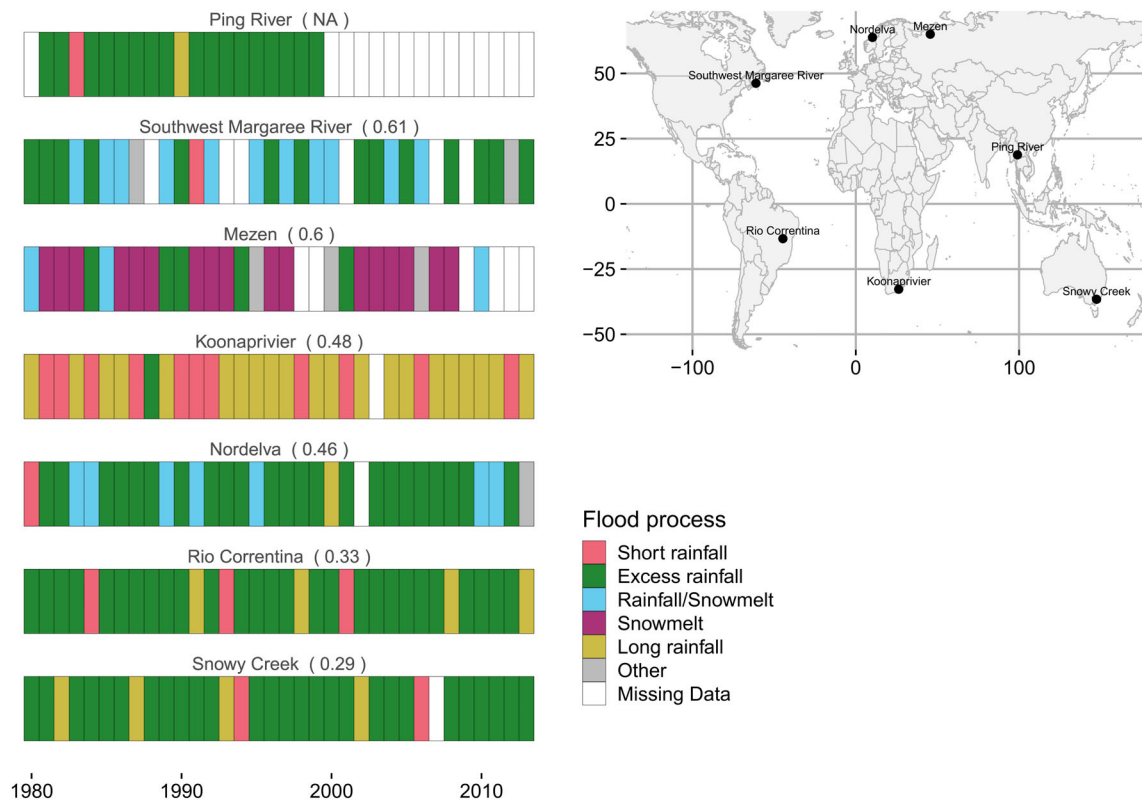 Ping River ( NA )
Southwest Margaree River ( 0.61 )
Mezen ( 0.6 )
Koonaprivier ( 0.48 )
Nordelva ( 0.46 )
Rio Correntina ( 0.33 )
Snowy Creek ( 0.29 )
1980 1990 2000 2010
Nordelva
Mezen
Southwest Margaree River
Ping River
Rio Correntina
Koonaprivier
Snowy Creek
50
25
0
−25
−50
−100 0 100
Flood process
Short rainfall
Excess rainfall
Rainfall/Snowmelt
Snowmelt
Long rainfall
Other
Missing Data